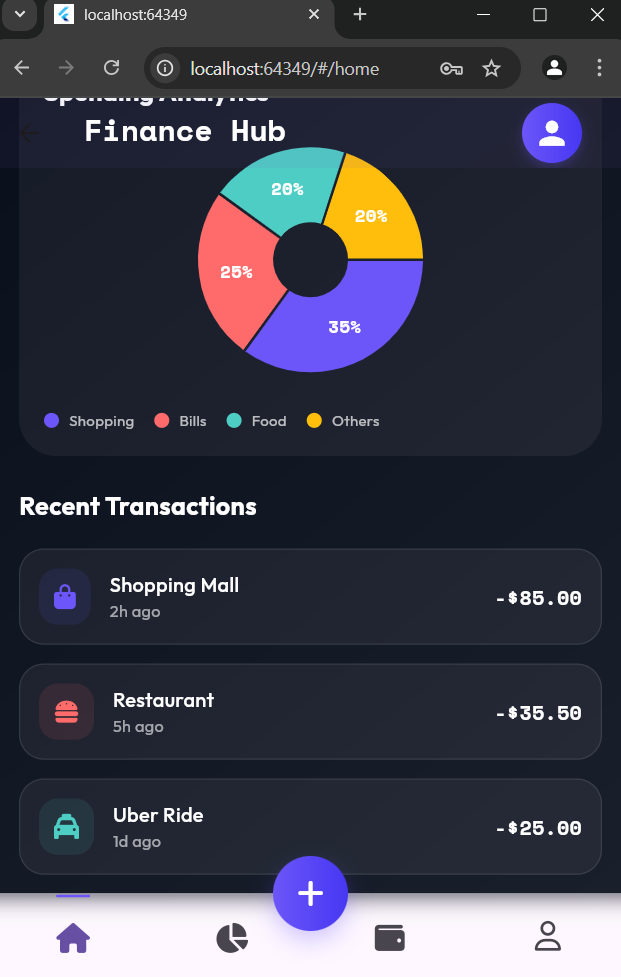 localhost:64349
localhost:64349/#/home
Spending Analytics
Finance Hub
20%
20%
25%
35%
Shopping
Bills
Food
Others
Recent Transactions
Shopping Mall
2h ago
-$85.00
Restaurant
5h ago
-$35.50
Uber Ride
1d ago
-$25.00